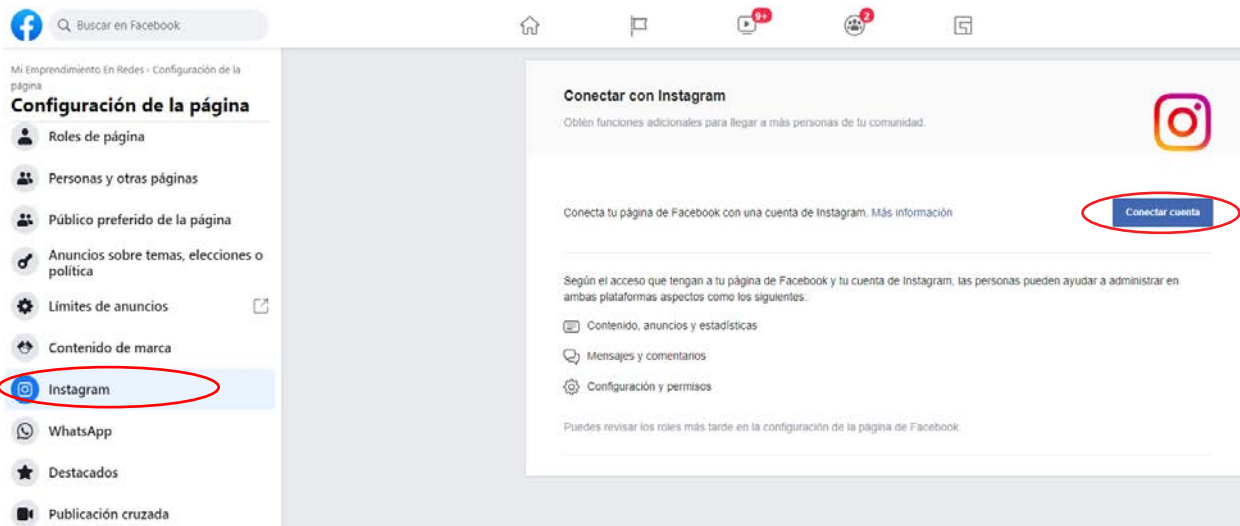 Buscar en Facebook
9+
2
Mi Emprendimiento En Redes › Configuración de la
página
Configuración de la página
Roles de página
Personas y otras páginas
Público preferido de la página
Anuncios sobre temas, elecciones o
política
Límites de anuncios
Contenido de marca
Instagram
WhatsApp
Destacados
Publicación cruzada
Conectar con Instagram
Obtén funciones adicionales para llegar a más personas de tu comunidad.
Conecta tu página de Facebook con una cuenta de Instagram. Más información
Conectar cuenta
Según el acceso que tengan a tu página de Facebook y tu cuenta de Instagram, las personas pueden ayudar a administrar en
ambas plataformas aspectos como los siguientes.
Contenido, anuncios y estadísticas
Mensajes y comentarios
Configuración y permisos
Puedes revisar los roles más tarde en la configuración de la página de Facebook